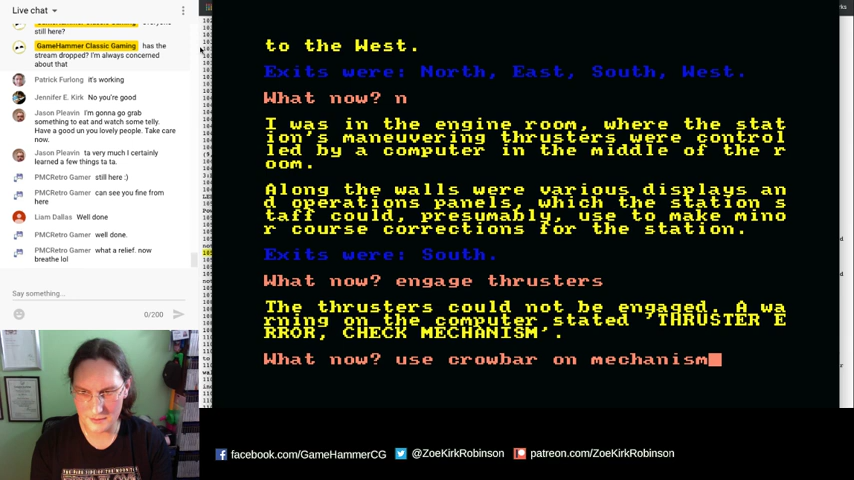 Live chat
still here?
GameHammer Classic Gaming has the
stream dropped? I'm always concerned
about that
Patrick Furlong it's working
Jennifer E. Kirk No you're good
Jason Pleavin I'm gonna go grab
something to eat and watch some telly.
Have a good un you lovely people. Take care
now.
Jason Pleavin ta very much I certainly
learned a few things ta ta.
PMCRetro Gamer still here :)
PMCRetro Gamer can see you fine from
here
Liam Dallas Well done
PMCRetro Gamer well done.
PMCRetro Gamer what a relief. now
breathe lol
Say something...
0/200
to the West.
Exits were: North, East, South, West.
What now? n
I was in the engine room, where the stat
ion's maneuvering thrusters were control
led by a computer in the middle of the r
oom.
Along the walls were various displays an
d operations panels, which the station s
taff could, presumably, use to make mino
r course corrections for the station.
Exits were: South.
What now? engage thrusters
The thrusters could not be engaged. A wa
rning on the computer stated 'THRUSTER E
RROR, CHECK MECHANISM'.
What now? use crowbar on mechanism
facebook.com/GameHammerCG
@ZoeKirkRobinson
patreon.com/ZoeKirkRobinson